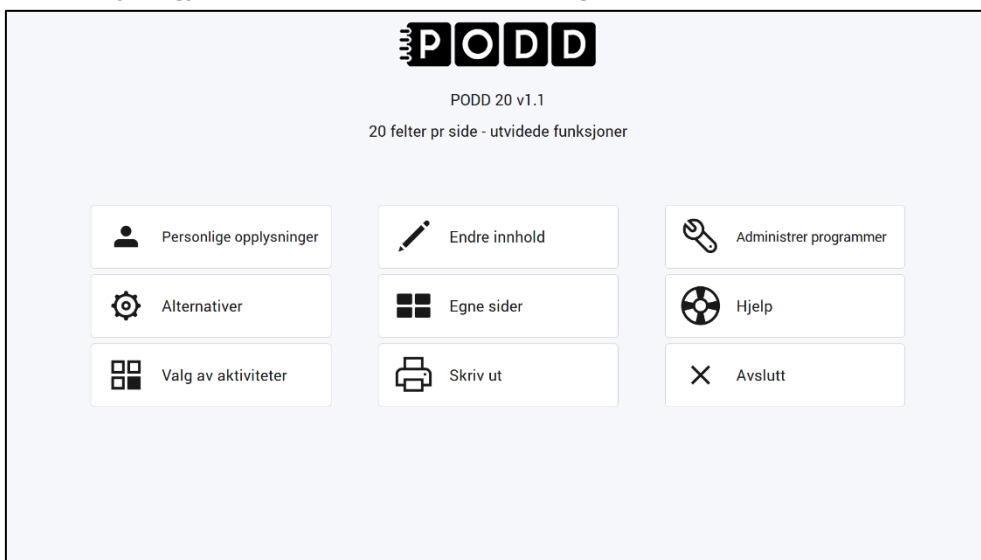 PODD
PODD 20 v1.1
20 felter pr side - utvidede funksjoner
Personlige opplysninger
Endre innhold
Administrer programmer
Alternativer
Egne sider
Hjelp
Valg av aktiviteter
Skriv ut
Avslutt